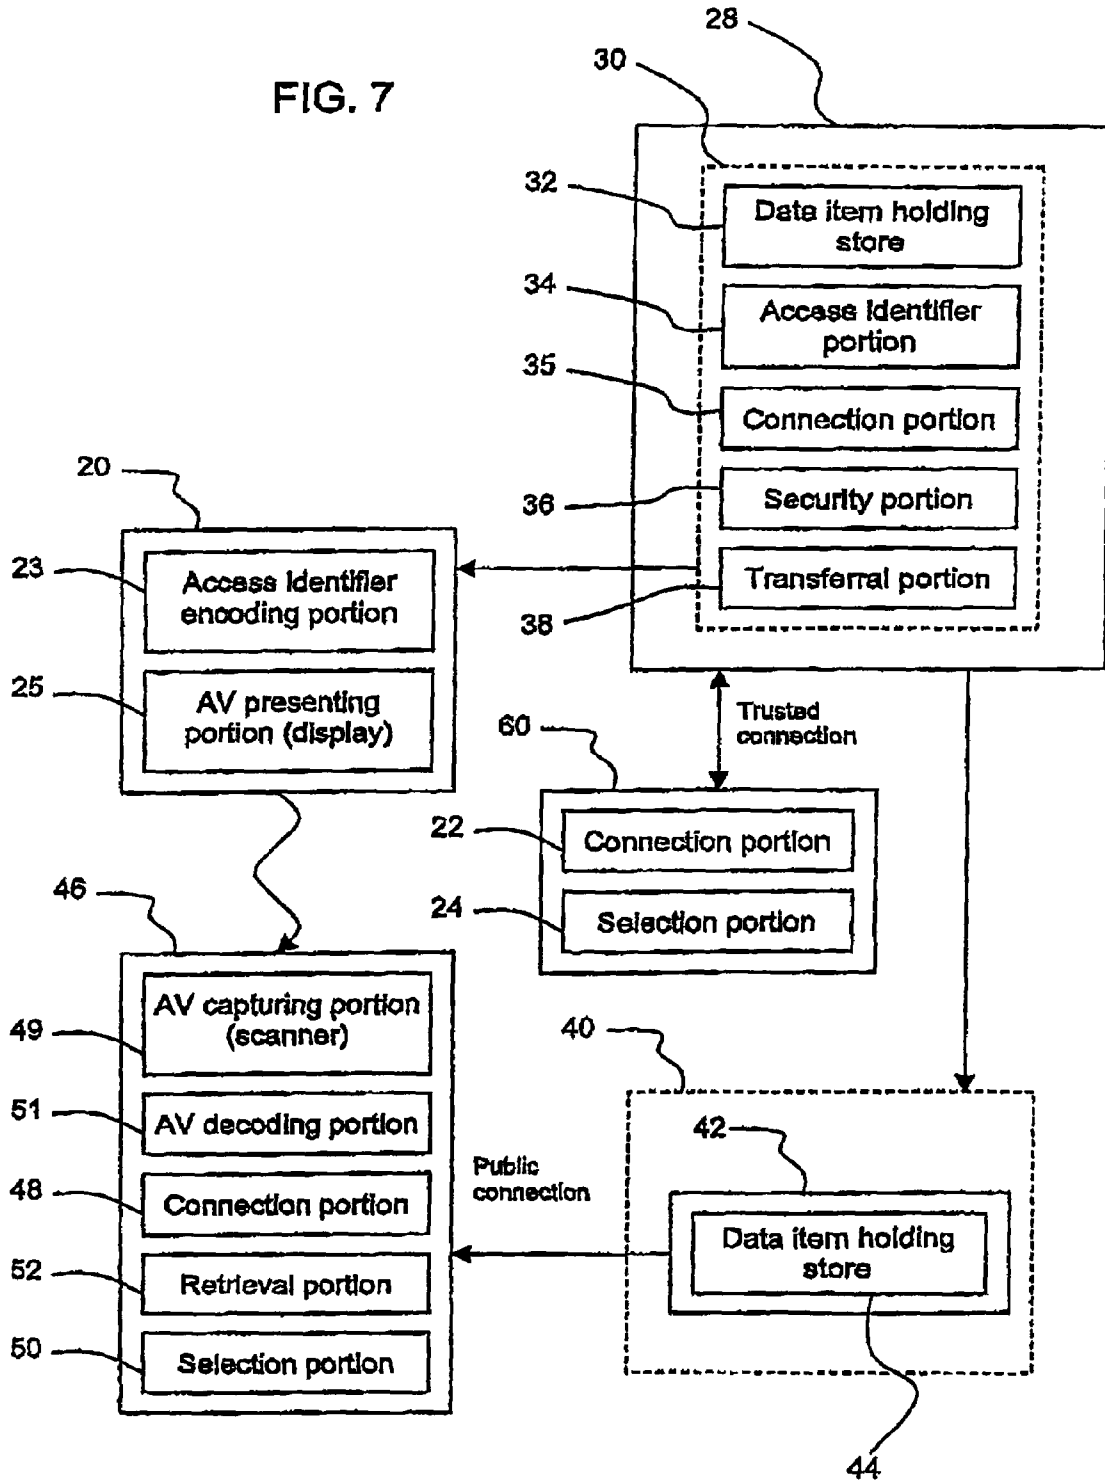 FIG. 7
28
30
32
Data item holding
store
34
Access identifier
portion
35
Connection portion
36
Security portion
38
Transferral portion
20
23
Access identifier
encoding portion
25
AV presenting
portion (display)
Trusted
connection
60
22
Connection portion
24
Selection portion
46
49
AV capturing portion
(scanner)
51
AV decoding portion
48
Connection portion
52
Retrieval portion
50
Selection portion
Public
connection
40
42
Data item holding
store
44